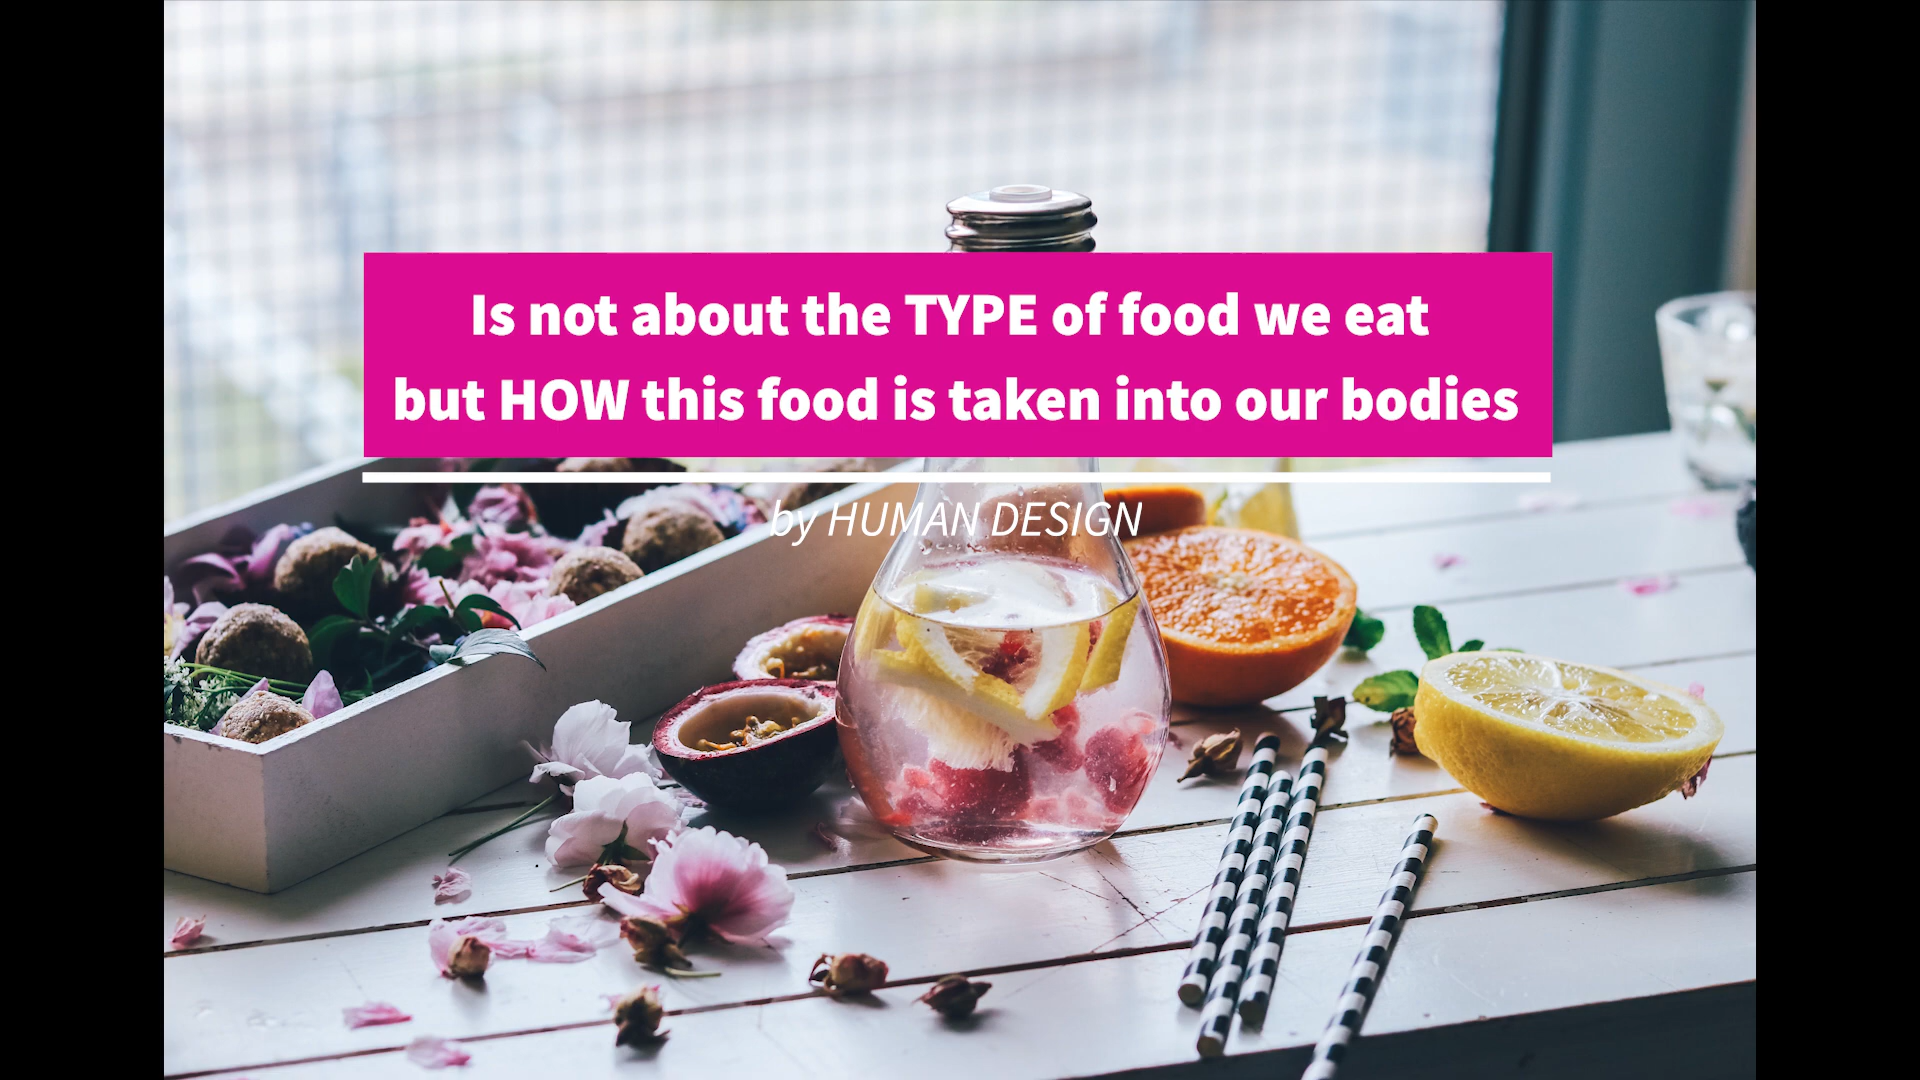 Is not about the TYPE of food we eat
but HOW this food is taken into our bodies
by HUMAN DESIGN